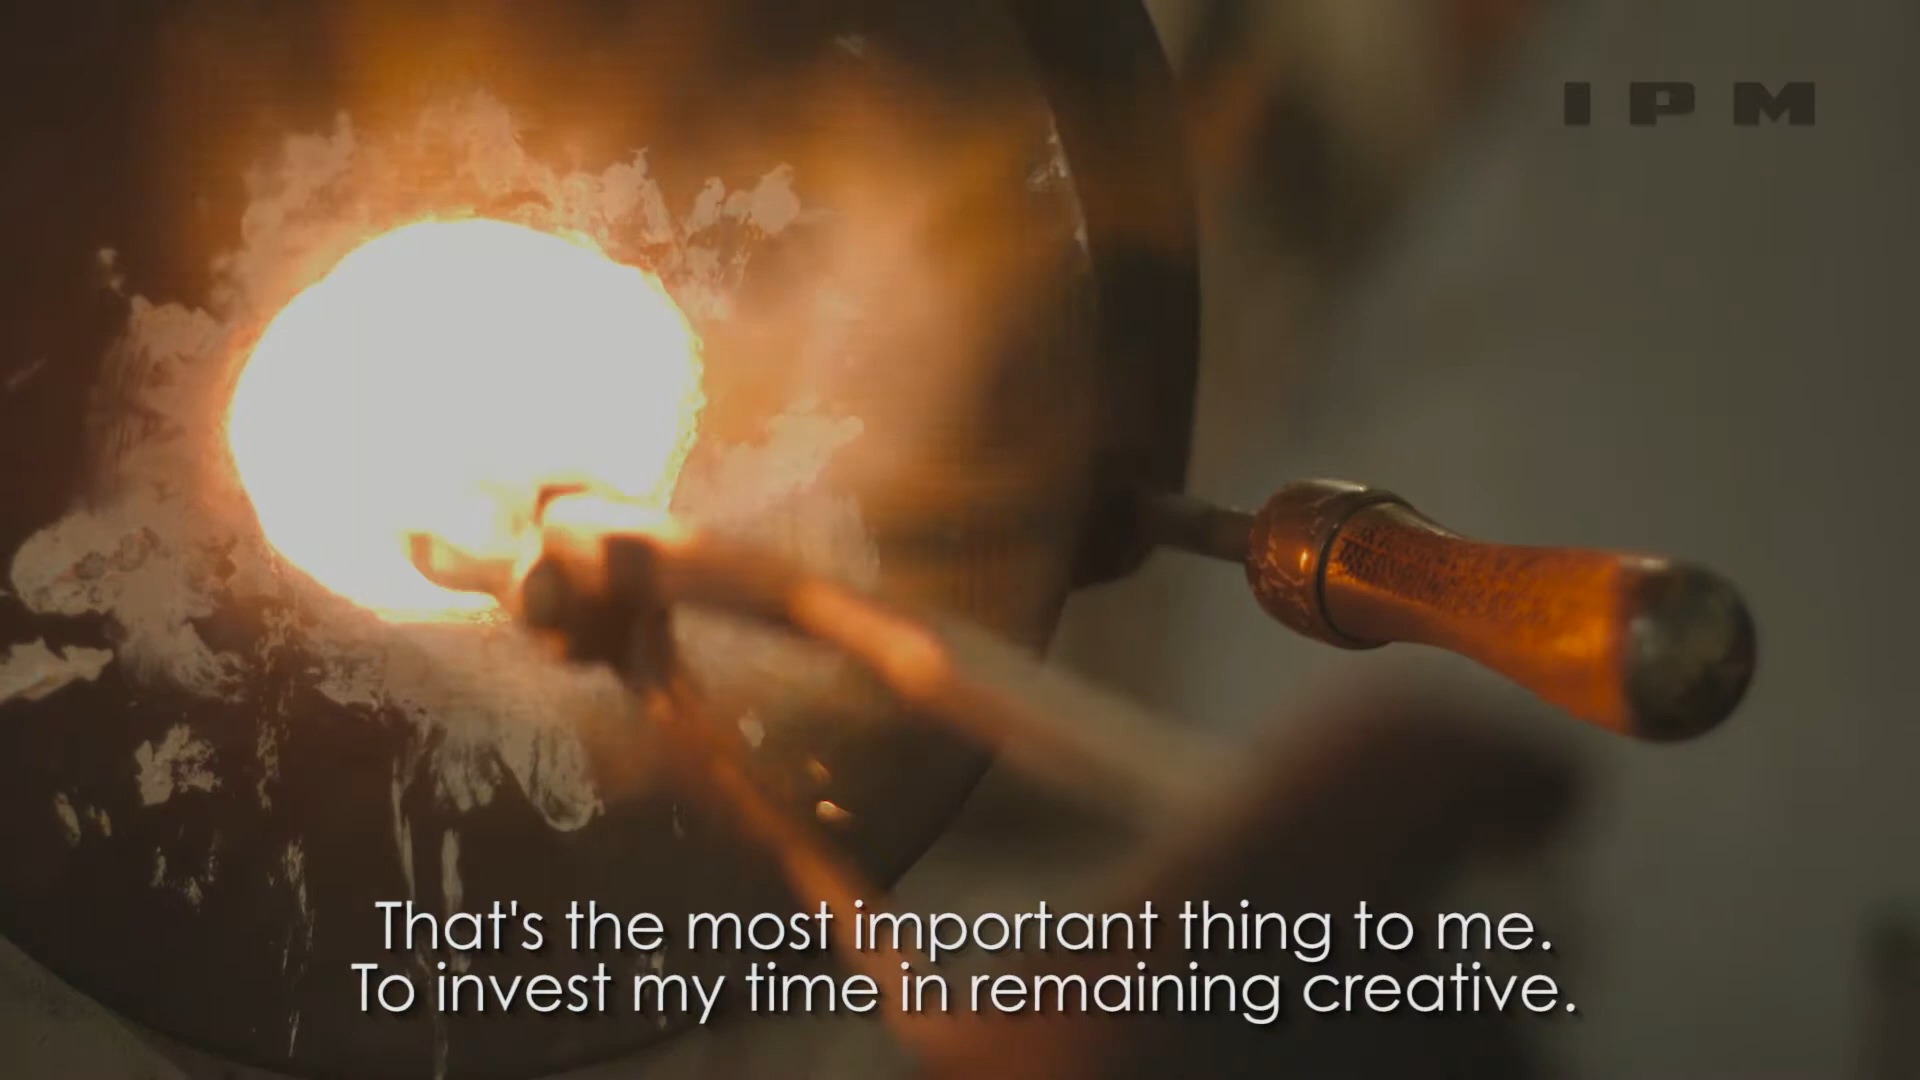 IPM
That's the most important thing to me.
To invest my time in remaining creative.